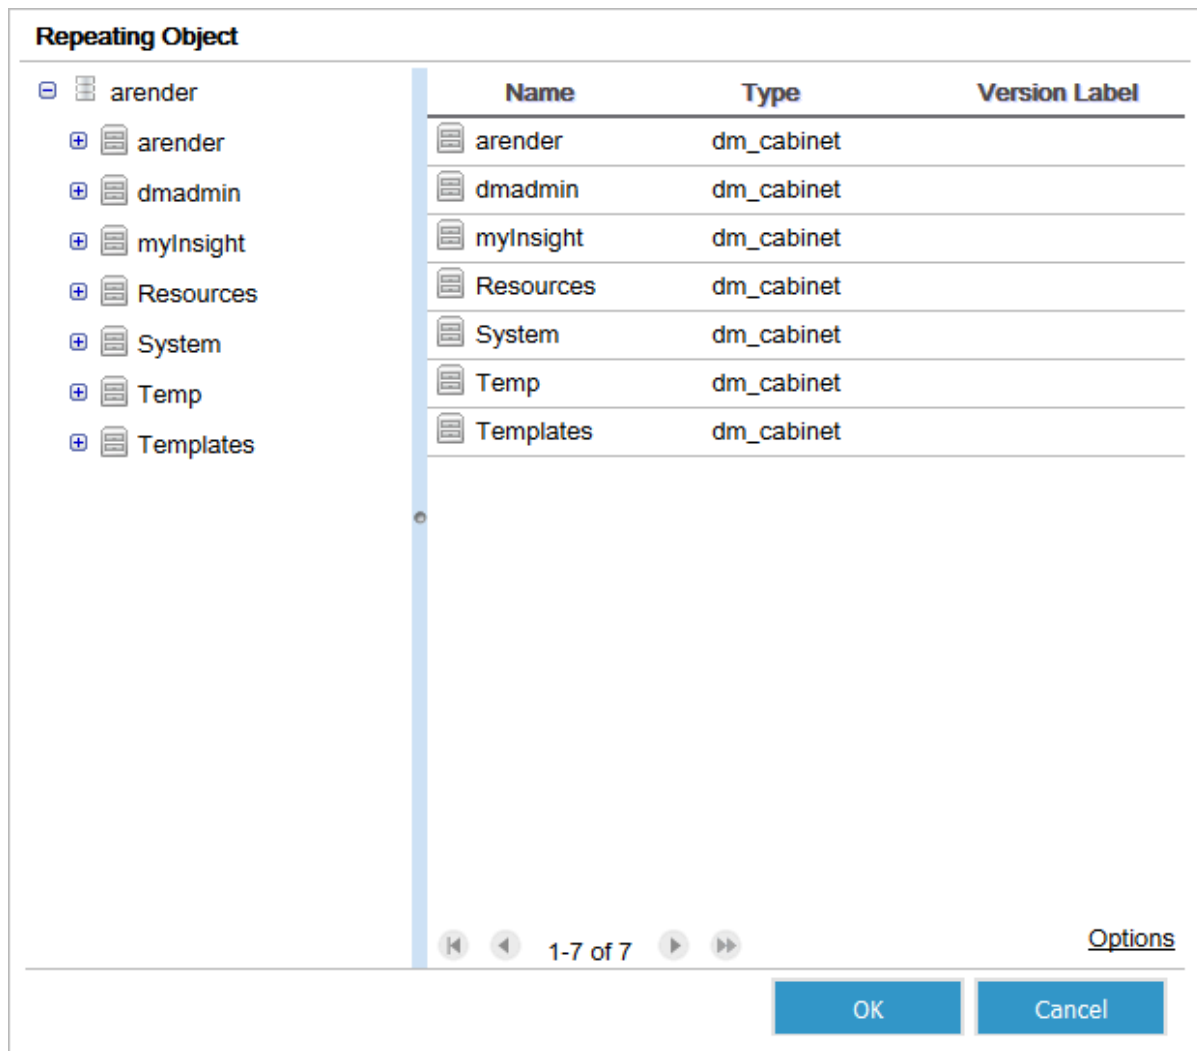 Repeating Object
arender
arender
dmadmin
myInsight
Resources
System
Temp
Templates
Name Type Version Label
arender dm_cabinet
dmadmin dm_cabinet
myInsight dm_cabinet
Resources dm_cabinet
System dm_cabinet
Temp dm_cabinet
Templates dm_cabinet
1-7 of 7 Options
OK Cancel